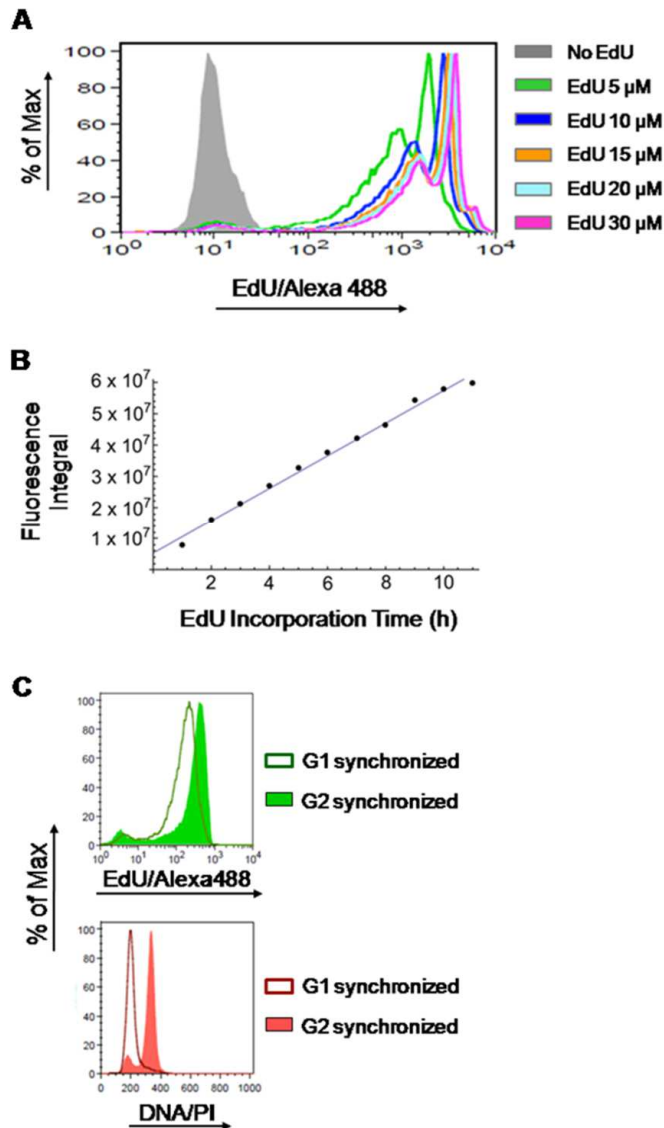 A
% of Max
100
80
60
40
20
0
10⁰ 10¹ 10² 10³ 10⁴
EdU/Alexa 488
No EdU
EdU 5 µM
EdU 10 µM
EdU 15 µM
EdU 20 µM
EdU 30 µM
B
Fluorescence
Integral
6 x 10⁷
5 x 10⁷
3 x 10⁷
3 x 10⁷
2 x 10⁷
1 x 10⁷
2 4 6 8 10
EdU Incorporation Time (h)
C
% of Max
100
80
60
40
20
0
10⁰ 10¹ 10² 10³ 10⁴
EdU/Alexa488
G1 synchronized
G2 synchronized
100
80
60
40
20
0
0 200 400 600 800 1000
DNA/PI
G1 synchronized
G2 synchronized